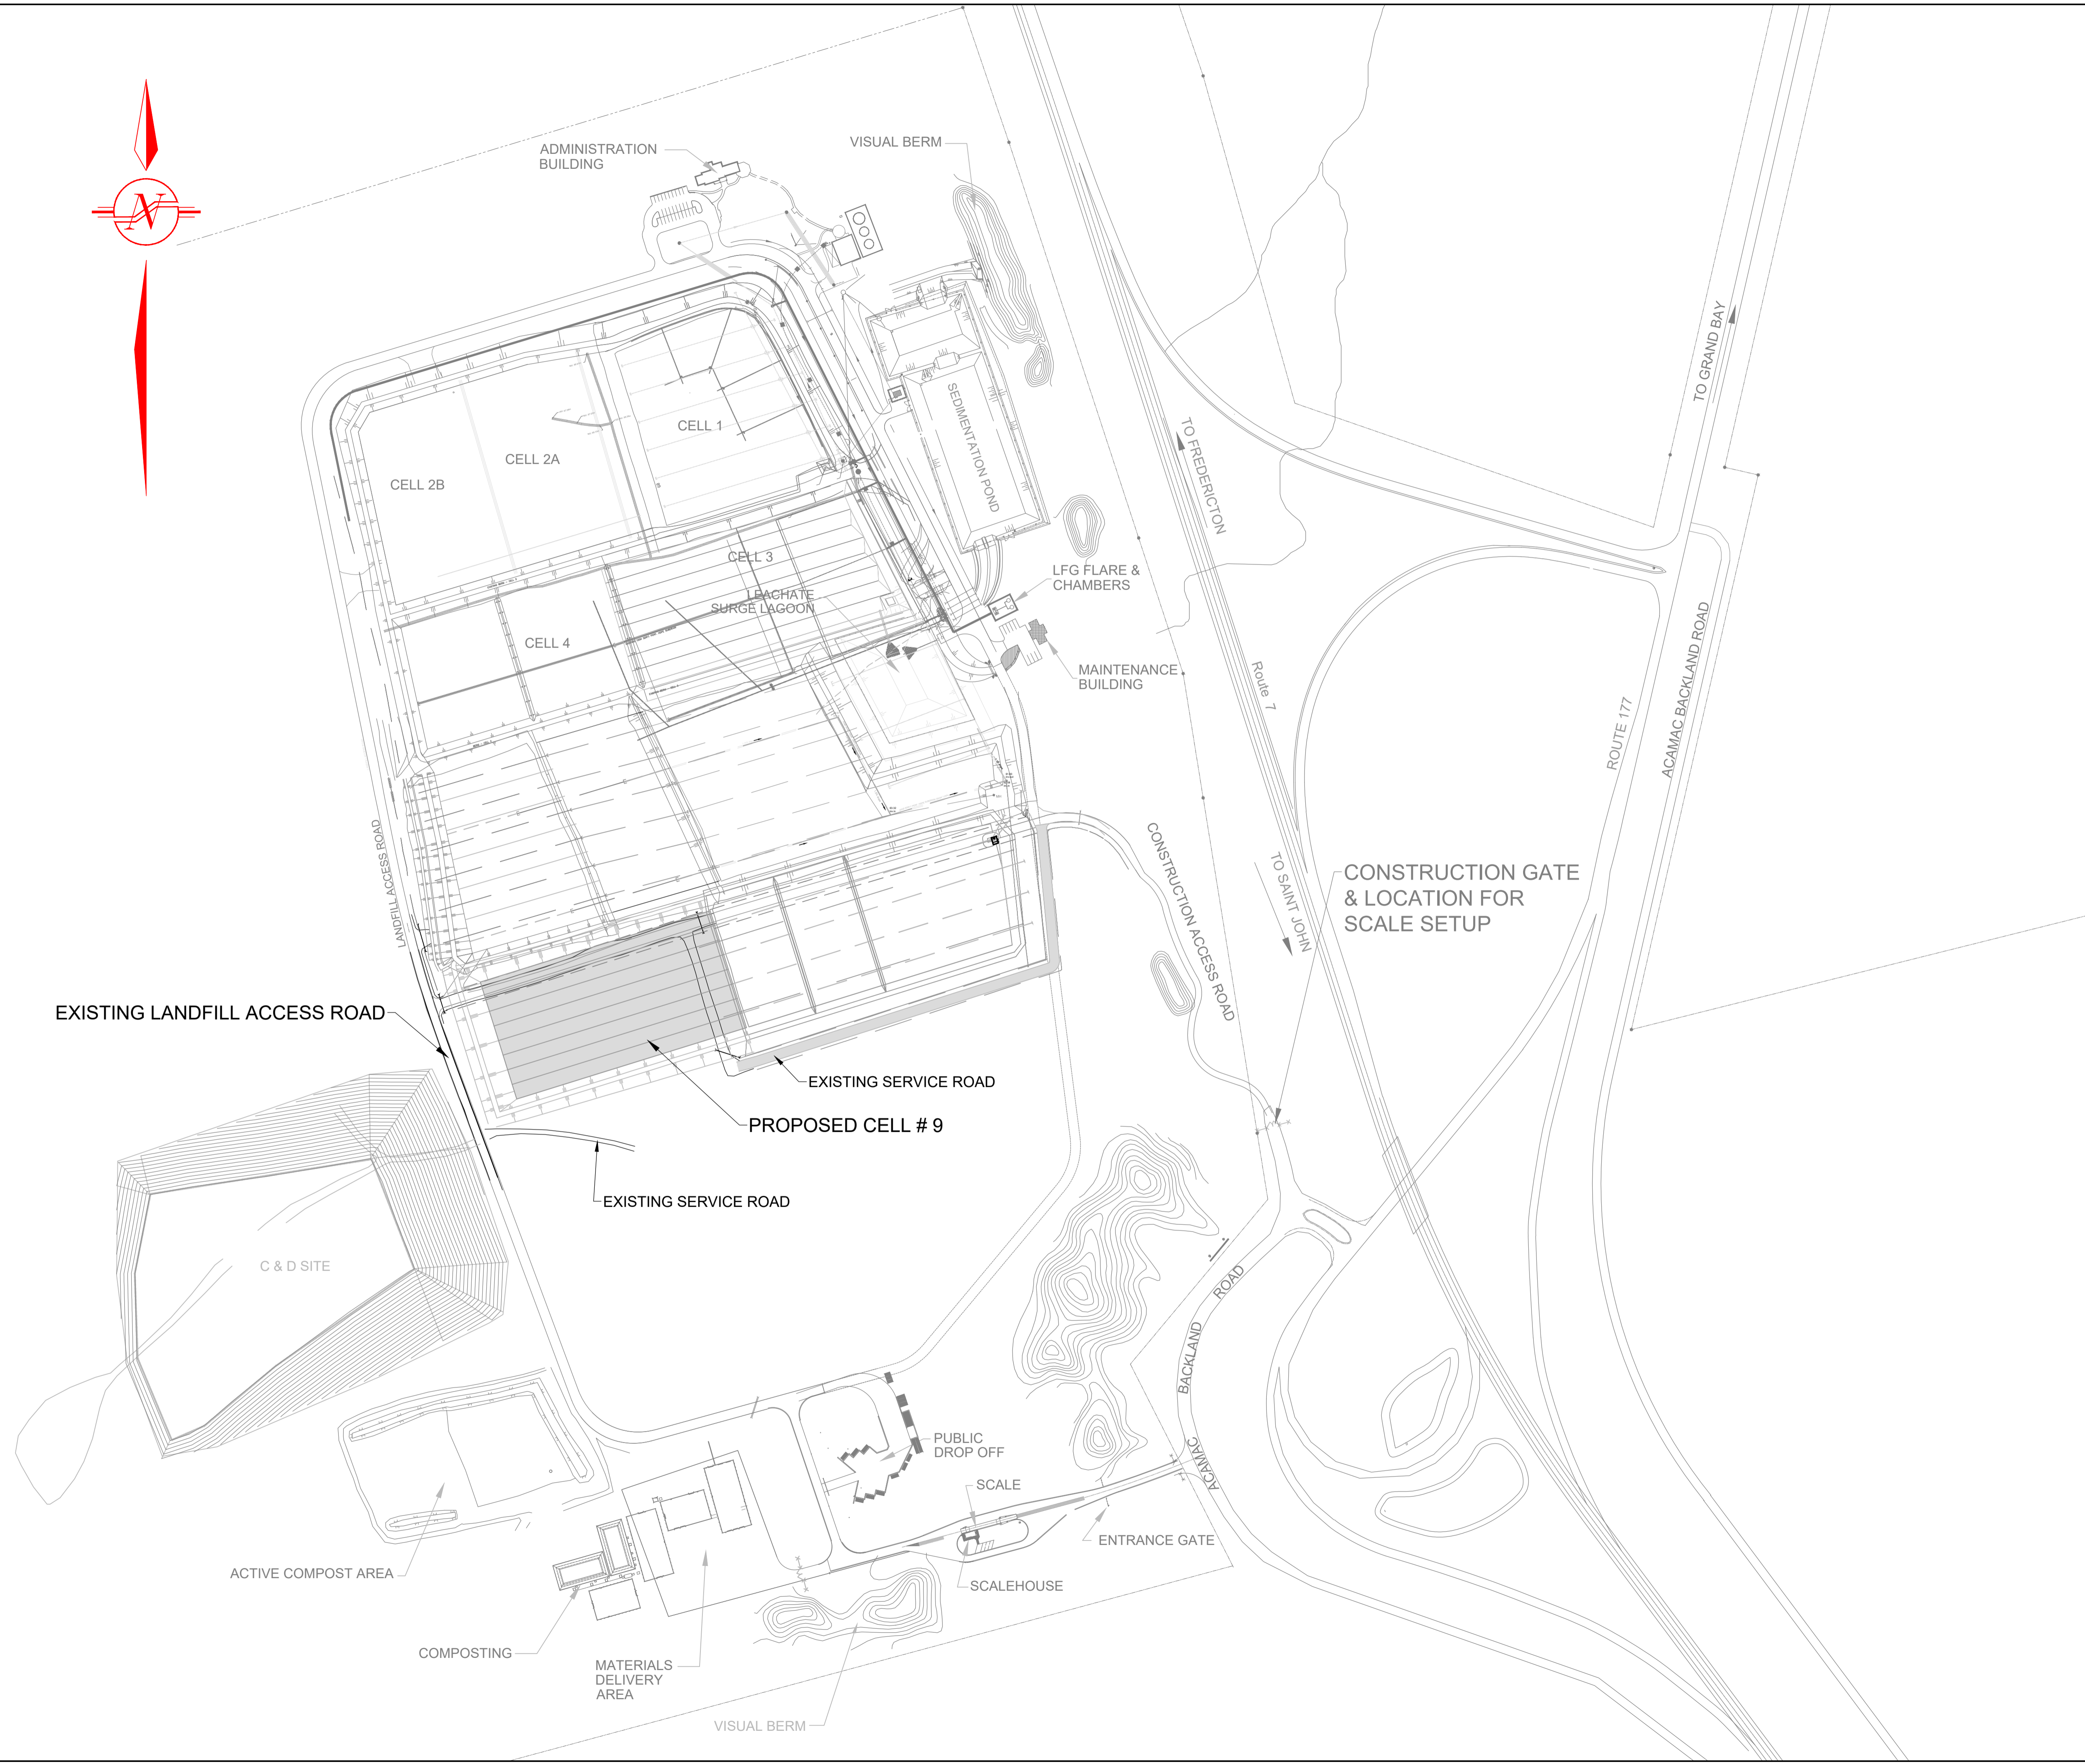 ADMINISTRATION
BUILDING
VISUAL BERM
N
TO GRAND BAY
CELL 1
CELL 2A
CELL 2B
SEDIMENTATION POND
TO FREDERICTON
CELL 3
LFG FLARE &
CHAMBERS
LEACHATE
SURGE LAGOON
CELL 4
MAINTENANCE
BUILDING
Route 7
ROUTE 177
ACAMAC BACKLAND ROAD
LANDFILL ACCESS ROAD
CONSTRUCTION ACCESS ROAD
TO SAINT JOHN
CONSTRUCTION GATE
& LOCATION FOR
SCALE SETUP
EXISTING LANDFILL ACCESS ROAD
EXISTING SERVICE ROAD
PROPOSED CELL # 9
EXISTING SERVICE ROAD
C & D SITE
ACAMAC BACKLAND ROAD
PUBLIC
DROP OFF
SCALE
ENTRANCE GATE
ACTIVE COMPOST AREA
SCALEHOUSE
COMPOSTING
MATERIALS
DELIVERY
AREA
VISUAL BERM